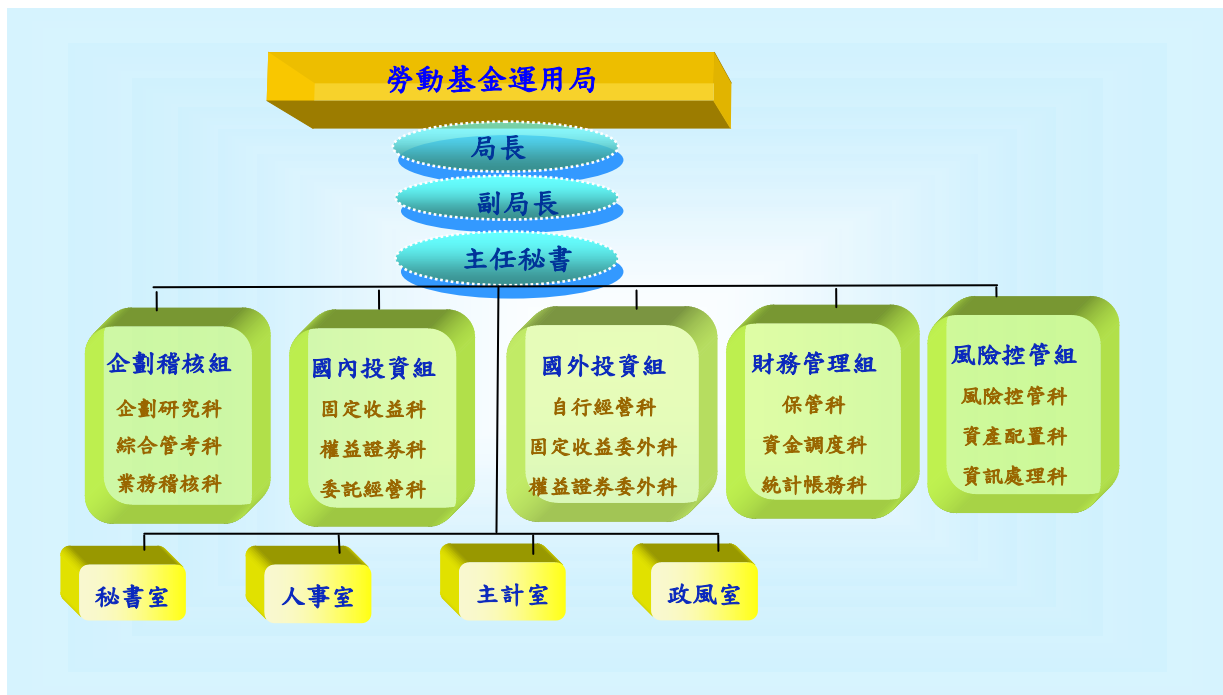 勞動基金運用局
局長
副局長
主任秘書
企劃稽核組
企劃研究科
綜合管考科
業務稽核科
國內投資組
固定收益科
權益證券科
委託經營科
國外投資組
自行經營科
固定收益委外科
權益證券委外科
財務管理組
保管科
資金調度科
統計帳務科
風險控管組
風險控管科
資產配置科
資訊處理科
秘書室
人事室
主計室
政風室